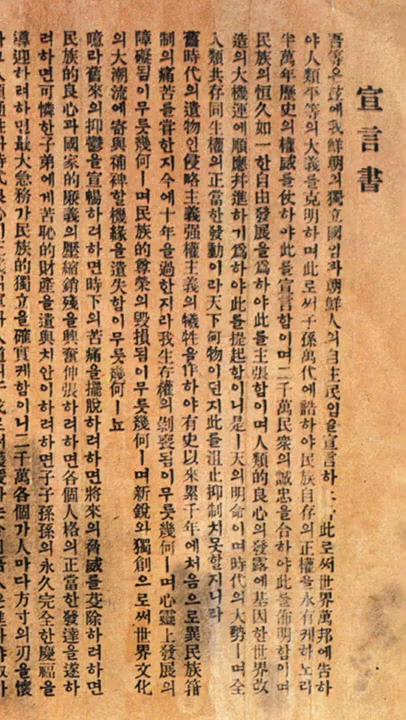 宣言書
吾等은玆에我鮮朝의獨立國임과朝鮮人의自主民임을宣言하 此로써世界萬邦에告하
야人類平等의大義를克明하며此로써子孫萬代에誥하야民族自存의正權을永有케하노라
半萬年歷史의權威를仗하야此를宣言함이며二千萬民衆의誠忠을合하야此를佈明함이며
民族의恒久如一한自由發展을爲하야此를主張함이며人類的良心의發露에基因한世界改
造의大機運에順應幷進하기爲하야此를提起함이니是ㅣ天의明命이며時代의大勢ㅣ며全
人類共存同生權의正當한發動이라天下何物이던지此를沮止抑制치못할지니라
舊時代의遺物인侵略主義强權主義의犧牲을作하야有史以來累千年에처음으로異民族箝
制의痛苦를嘗한지今에十年을過한지라我生存權의剝喪됨이무릇幾何ㅣ며心靈上發展의
障礙됨이무릇幾何ㅣ며民族的尊榮의毀損됨이무릇幾何ㅣ며新銳와獨創으로써世界文化
의大潮流에寄與補裨할機緣을遺失함이무릇幾何ㅣ뇨
噫라舊來의抑鬱을宣暢하려하면時下의苦痛을擺脫하려하면將來의脅威를芟除하려하면
民族的良心과國家的廉義의壓縮銷殘을興奮伸張하려하면各個人格의正當한發達을遂하
려하면可憐한子弟에게苦恥的財産을遺與치안이하려하면子子孫孫의永久完全한慶福을
導迎하려하면最大急務가民族的獨立을確實케함이니二千萬各個가人마다方寸의刃을懷